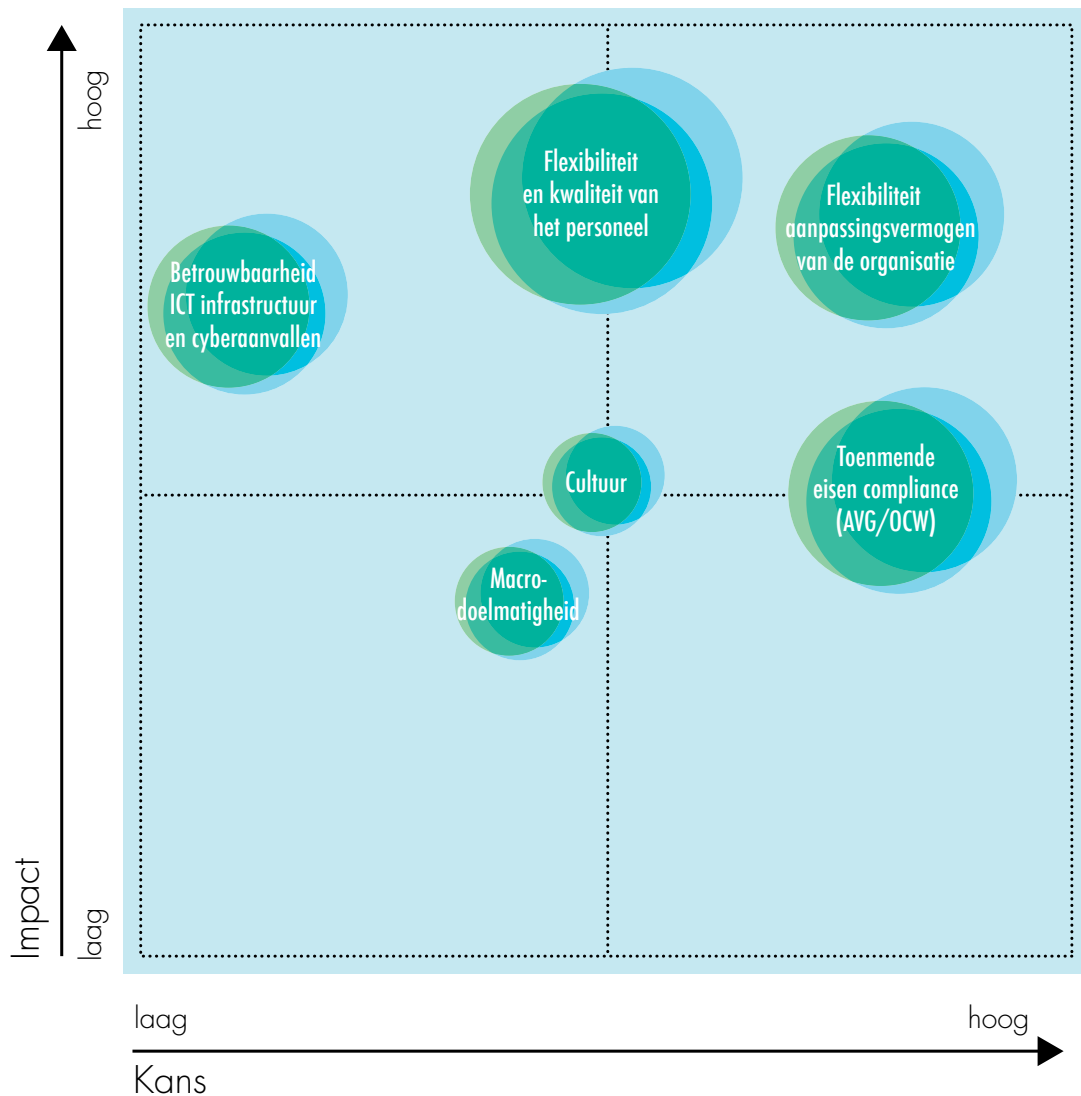 Impact
hoog
laag
Flexibiliteit
en kwaliteit van
het personeel
Flexibiliteit
aanpassingsvermogen
van de organisatie
Betrouwbaarheid
ICT infrastructuur
en cyberaanvallen
Cultuur
Toenmende
eisen compliance
(AVG/OCW)
Macro-
doelmatigheid
laag
hoog
Kans